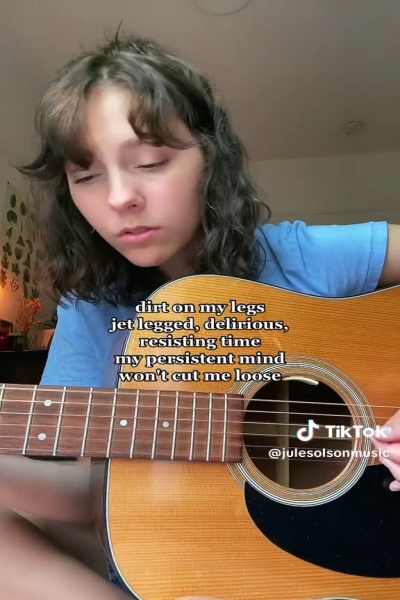 dirt on my legs
jet legged, delirious,
resisting time
my persistent mind
won't cut me loose
TikTok
@julesolsonmusic